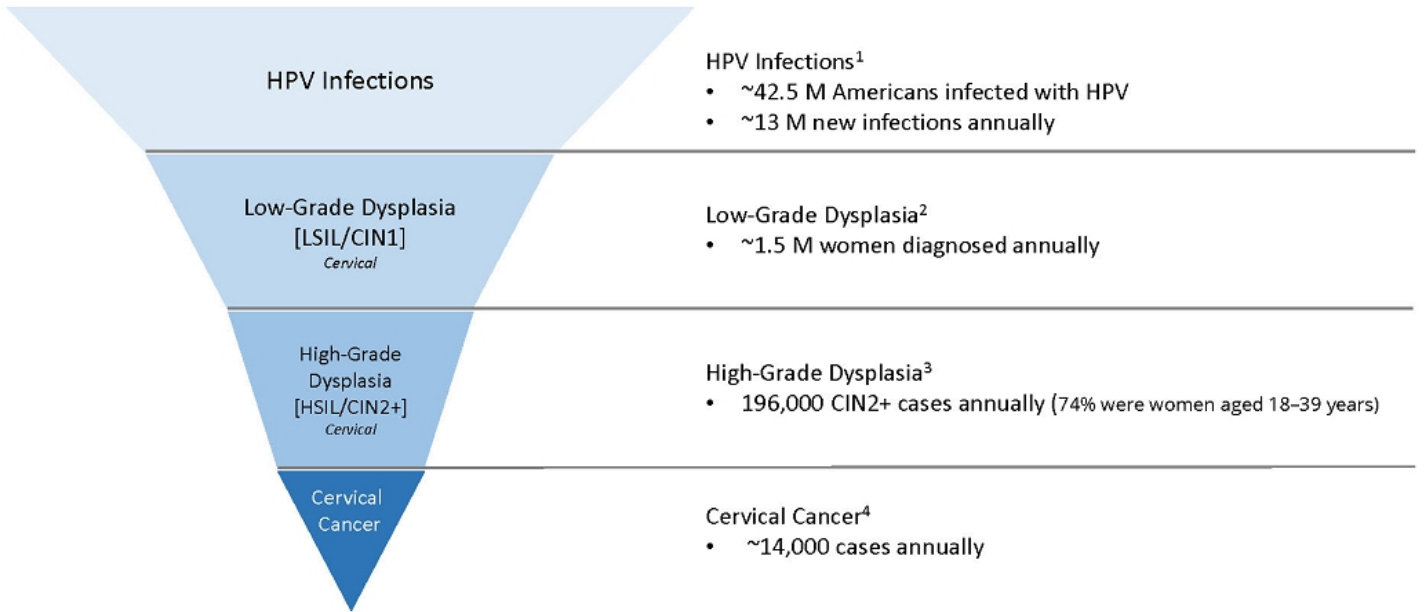 HPV Infections
HPV Infections¹
• ~42.5 M Americans infected with HPV
• ~13 M new infections annually
Low-Grade Dysplasia
[LSIL/CIN1]
Cervical
Low-Grade Dysplasia²
• ~1.5 M women diagnosed annually
High-Grade
Dysplasia
[HSIL/CIN2+]
Cervical
High-Grade Dysplasia³
• 196,000 CIN2+ cases annually (74% were women aged 18–39 years)
Cervical
Cancer
Cervical Cancer⁴
• ~14,000 cases annually